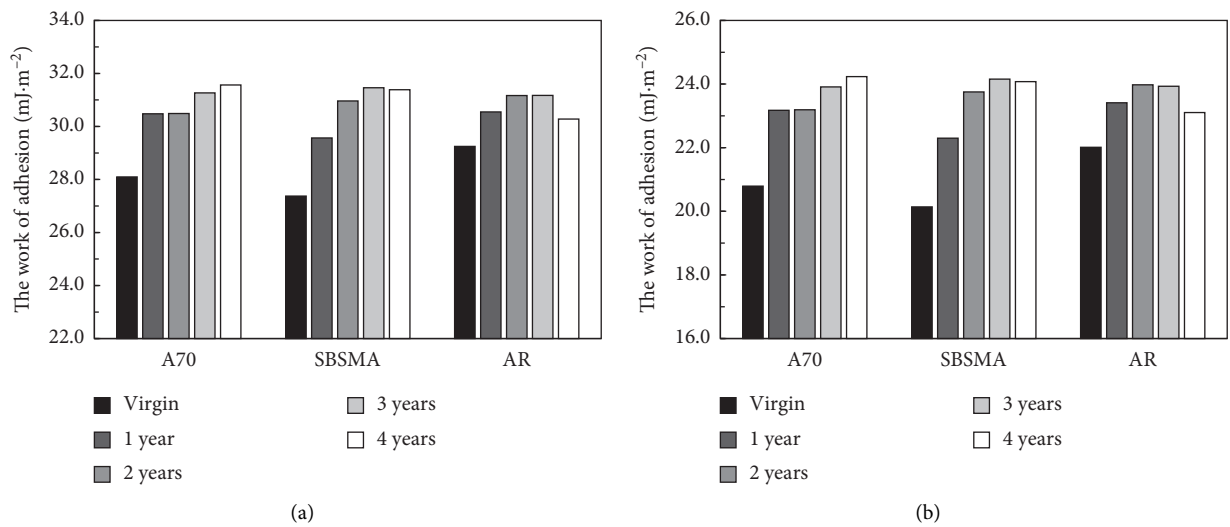 The work of adhesion (mJ·m⁻²)
34.0
32.0
30.0
28.0
26.0
24.0
22.0
A70
SBSMA
AR
Virgin
1 year
2 years
3 years
4 years
(a)
The work of adhesion (mJ·m⁻²)
26.0
24.0
22.0
20.0
18.0
16.0
A70
SBSMA
AR
Virgin
1 year
2 years
3 years
4 years
(b)